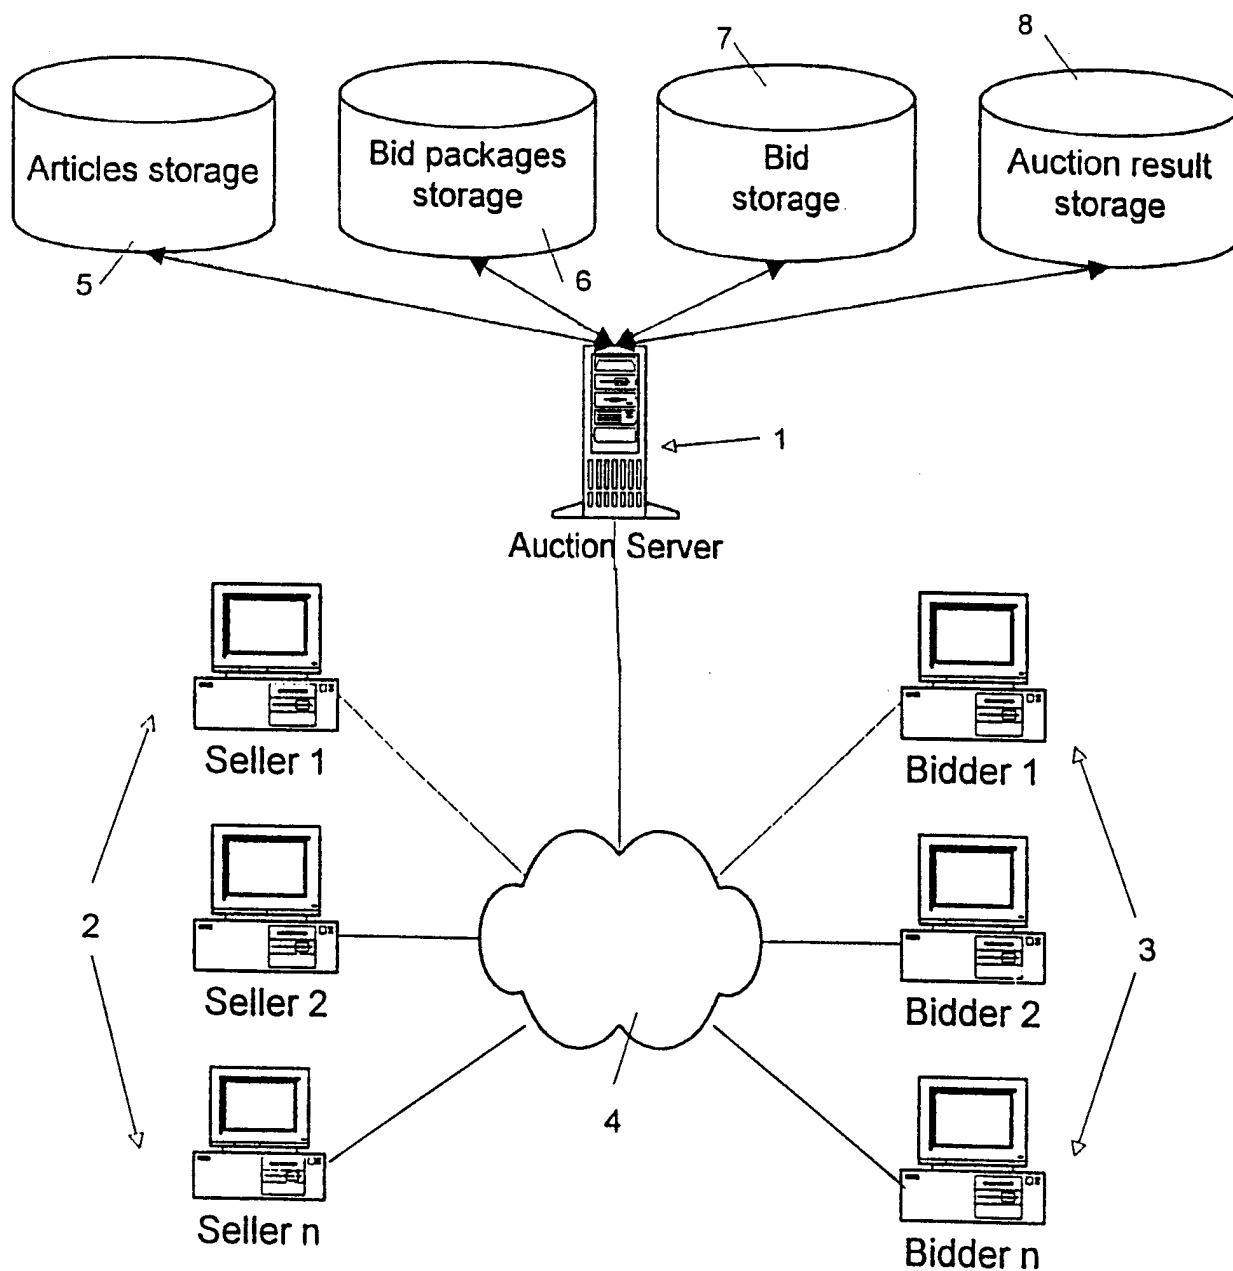 7
8
Articles storage
Bid packages
storage
Bid
storage
Auction result
storage
5
6
1
Auction Server
Seller 1
Bidder 1
2
3
Seller 2
Bidder 2
4
Seller n
Bidder n